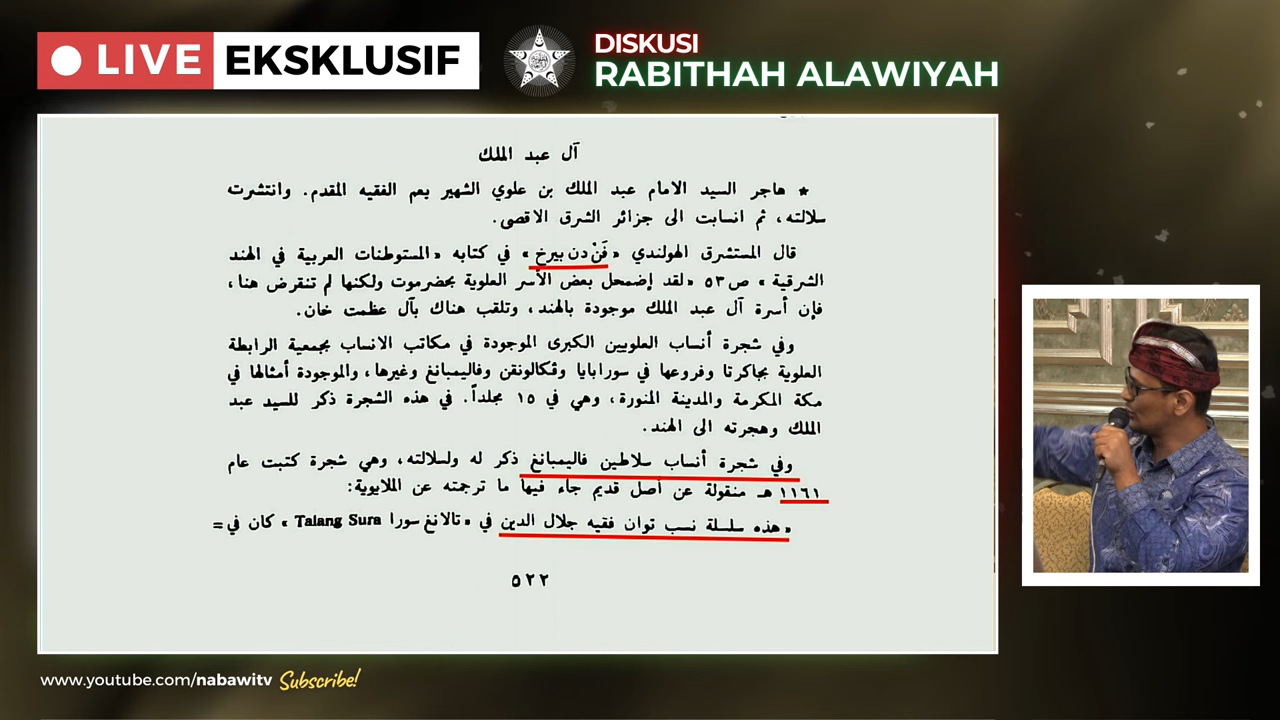 LIVE EKSKLUSIF
DISKUSI
RABITHAH ALAWIYAH
آل عبد الملك
★ هاجر السيد الامام عبد الملك بن علوي الشهير بعم الفقيه المقدم. وانتشرت
سلالته، ثم انسابت الى جزائر الشرق الاقصى.
قال المستشرق الهولندي «فَنْ دن بيرخ» في كتابه «المستوطنات العربية في الهند
الشرقية» ص ٥٣ «لقد إضمحل بعض الأسر العلوية بحضرموت ولكنها لم تنقرض هنا،
فإن أسرة آل عبد الملك موجودة بالهند، وتلقب هناك بآل عظمت خان.
وفي شجرة أنساب العلويين الكبرى الموجودة في مكاتب الانساب بجمعية الرابطة
العلوية بجاكرتا وفروعها في سورابايا وڤكالونقن وفاليمبانغ وغيرها، والموجودة أمثالها في
مكة المكرمة والمدينة المنورة، وهي في ١٥ مجلداً. في هذه الشجرة ذكر للسيد عبد
الملك وهجرته الى الهند.
وفي شجرة أنساب سلاطين فاليمبانغ ذكر له ولسلالته، وهي شجرة كتبت عام
١١٦١ هـ منقولة عن أصل قديم جاء فيها ما ترجمته عن الملايوية:
«هذه سلسلة نسب توان فقيه جلال الدين في «تالانغ سورا Talang Sura» كان في=
٥٢٢
www.youtube.com/nabawitv Subscribe!